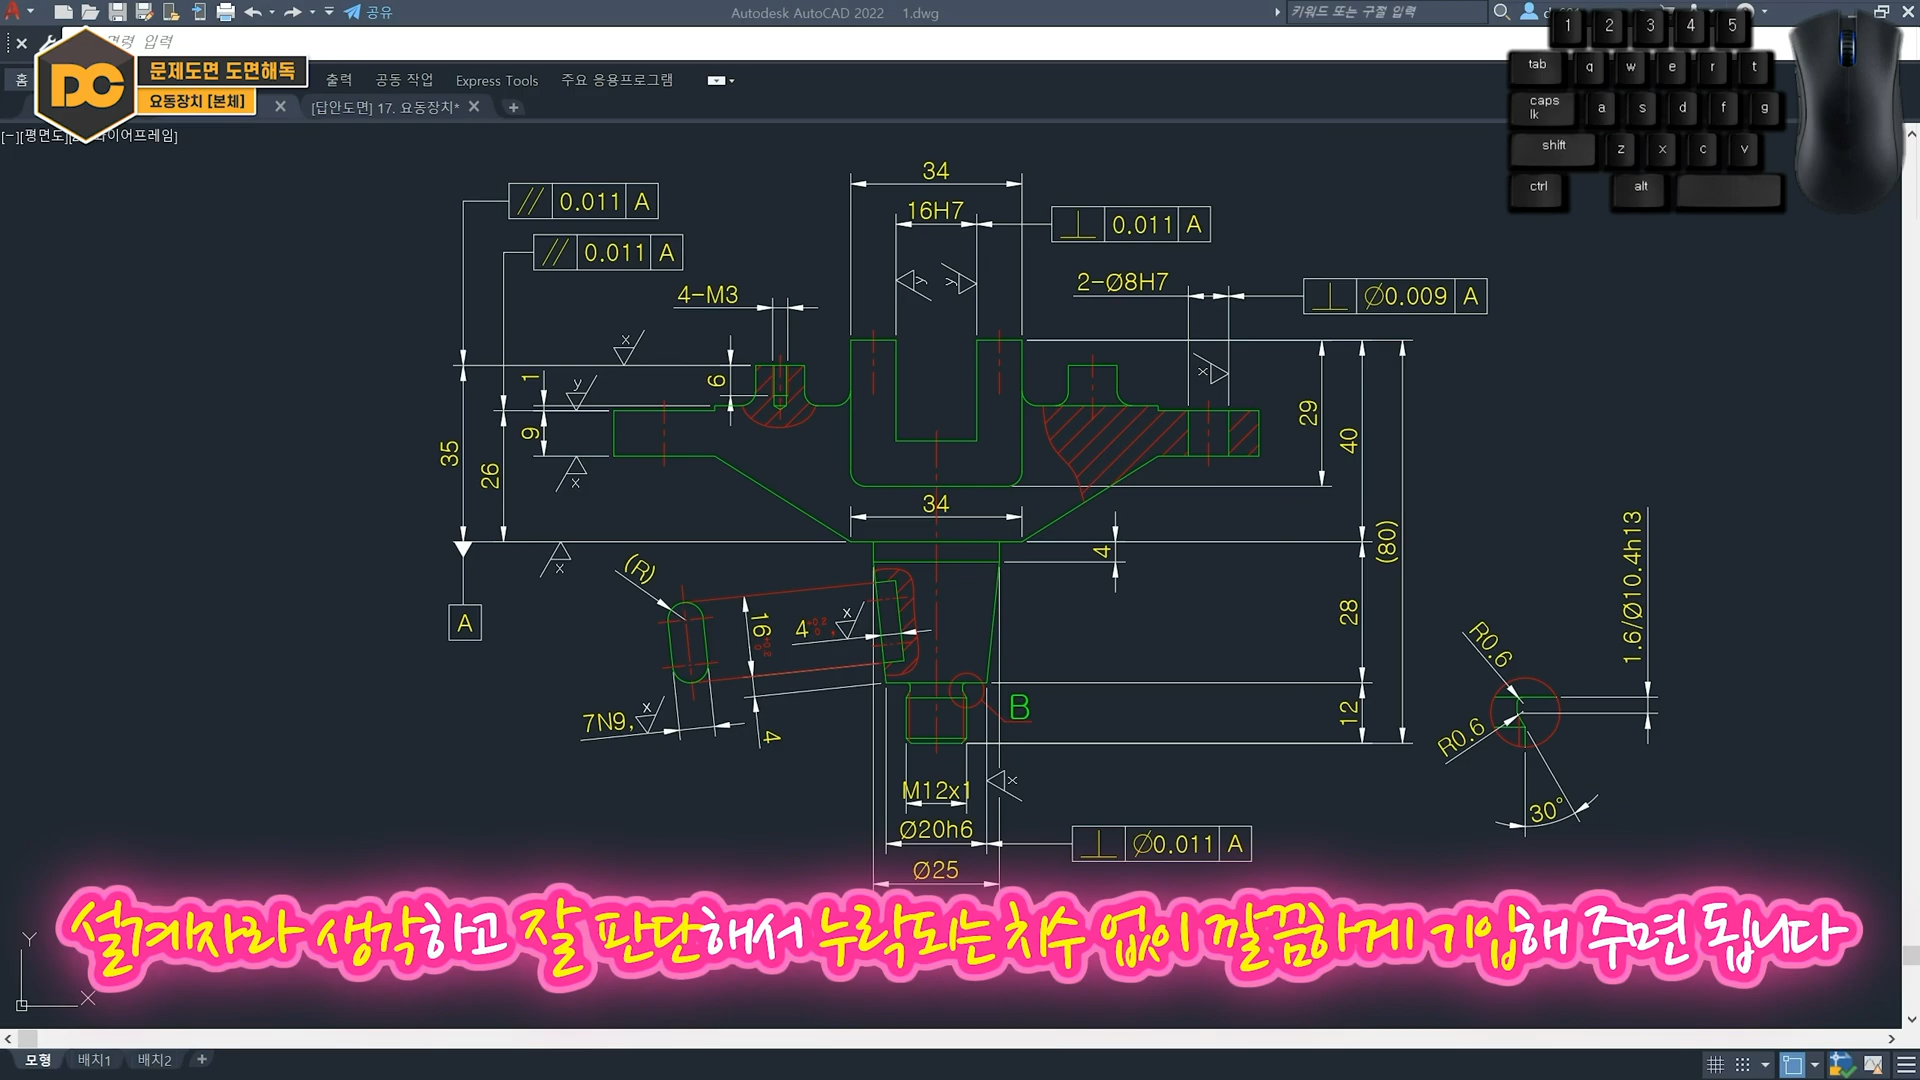 공유
Autodesk AutoCAD 2022 1.dwg
키워드 또는 구절 입력
명령 입력
DC
문제도면 도면해독
요동장치 [본체]
홈
출력
공동 작업
Express Tools
주요 응용프로그램
[답안도면] 17. 요동장치*
[-][평면도]
와이어프레임]
1 2 3 4 5
tab q w e r t
caps lk a s d f g
shift z x c v
ctrl alt
34
// 0.011 A
16H7
⊥ 0.011 A
// 0.011 A
4-M3
2-Ø8H7
⊥ Ø0.009 A
y y
x
x
y
1
6
9
x
35
26
29
40
34
x
4
(80)
(R)
A
16 +0.2 0
4 +0.2 0, x
28
1.6/Ø10.4h13
R0.6
R0.6
30°
B
7N9, x
4
12
M12x1
x
Ø20h6
⊥ Ø0.011 A
Ø25
설계자라 생각하고 잘 판단해서 누락되는 치수 없이 깔끔하게 기입해 주면 됩니다
Y
X
모형 배치1 배치2